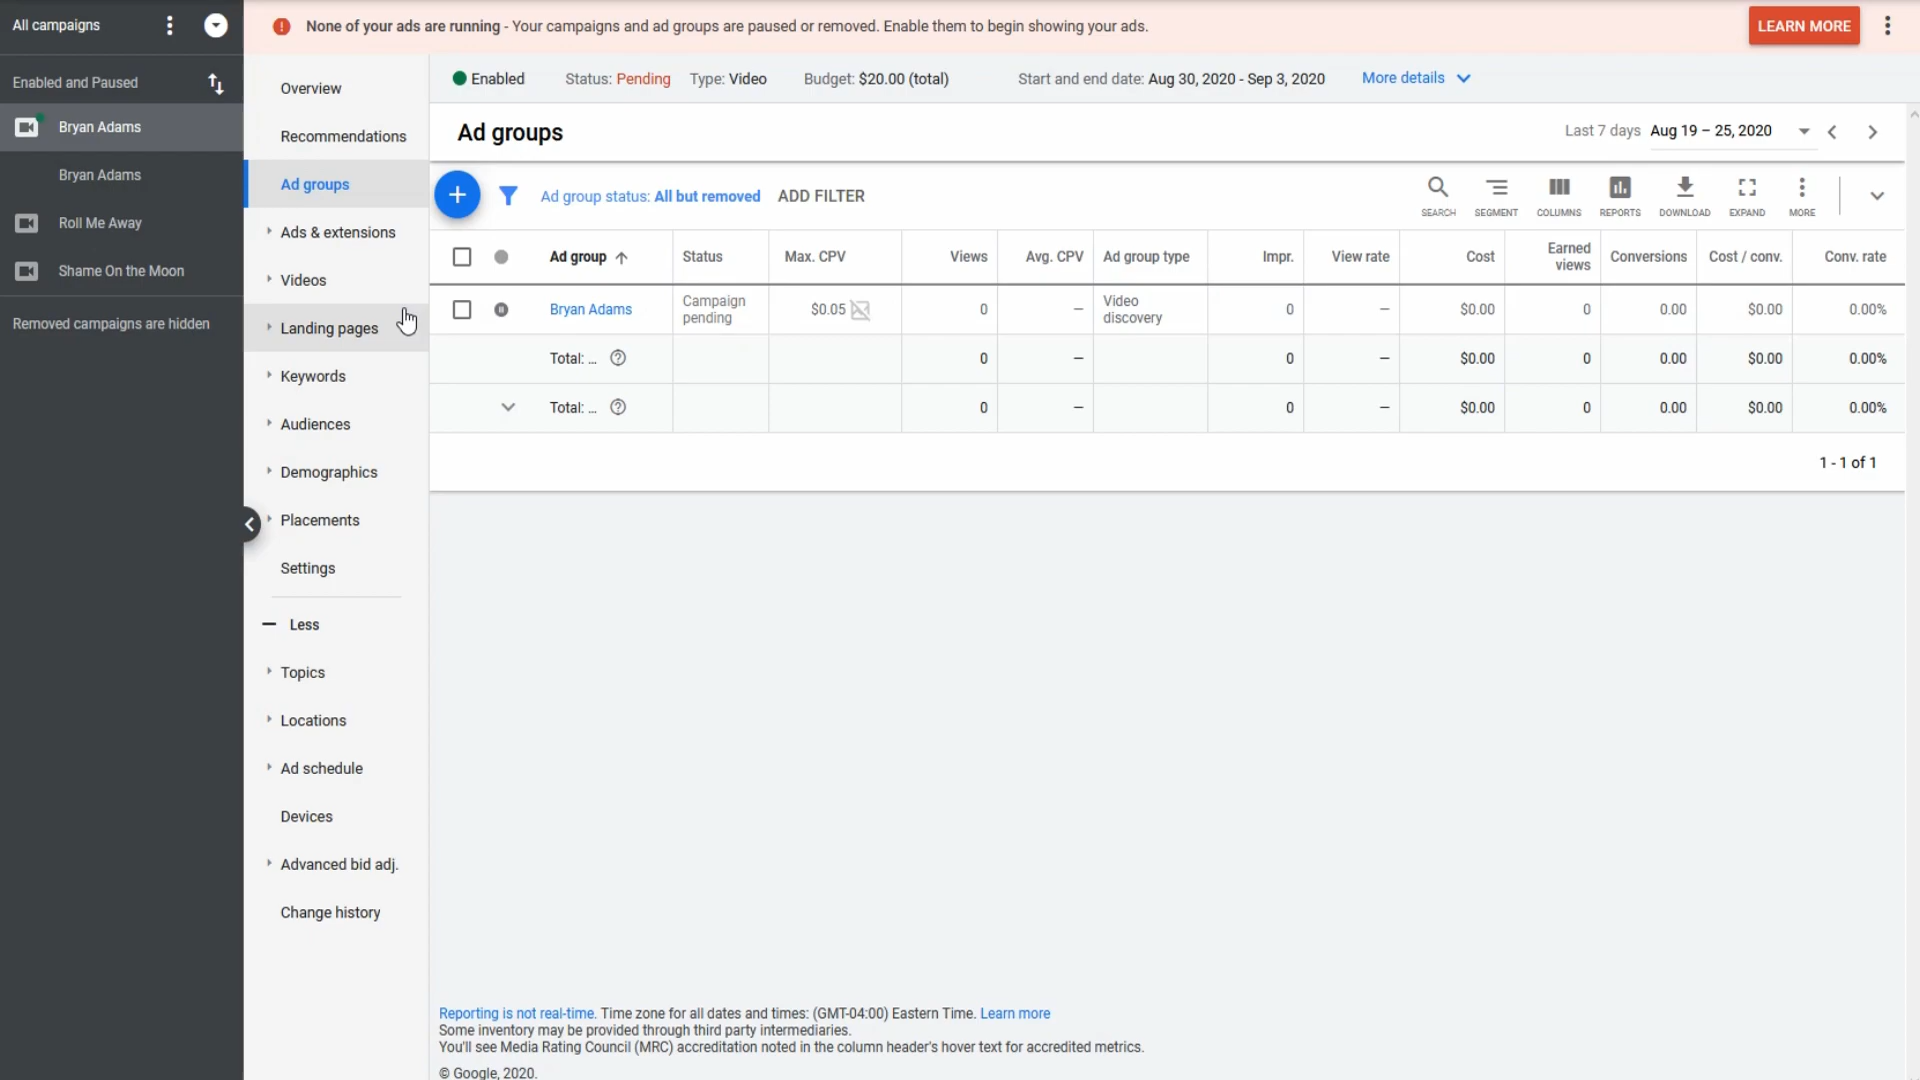 All campaigns
Enabled and Paused
Bryan Adams
Bryan Adams
Roll Me Away
Shame On the Moon
Removed campaigns are hidden
None of your ads are running - Your campaigns and ad groups are paused or removed. Enable them to begin showing your ads.
LEARN MORE
Overview
Recommendations
Ad groups
Ads & extensions
Videos
Landing pages
Keywords
Audiences
Demographics
Placements
Settings
Less
Topics
Locations
Ad schedule
Devices
Advanced bid adj.
Change history
Enabled Status: Pending Type: Video Budget: $20.00 (total) Start and end date: Aug 30, 2020 - Sep 3, 2020 More details
Ad groups
Last 7 days Aug 19 – 25, 2020
Ad group status: All but removed ADD FILTER
SEARCH SEGMENT COLUMNS REPORTS DOWNLOAD EXPAND MORE
Ad group Status Max. CPV Views Avg. CPV Ad group type Impr. View rate Cost Earned views Conversions Cost / conv. Conv. rate
Bryan Adams Campaign pending $0.05 0 — Video discovery 0 — $0.00 0 0.00 $0.00 0.00%
Total: ... 0 — 0 — $0.00 0 0.00 $0.00 0.00%
Total: ... 0 — 0 — $0.00 0 0.00 $0.00 0.00%
1 - 1 of 1
Reporting is not real-time. Time zone for all dates and times: (GMT-04:00) Eastern Time. Learn more
Some inventory may be provided through third party intermediaries.
You'll see Media Rating Council (MRC) accreditation noted in the column header's hover text for accredited metrics.
© Google, 2020.